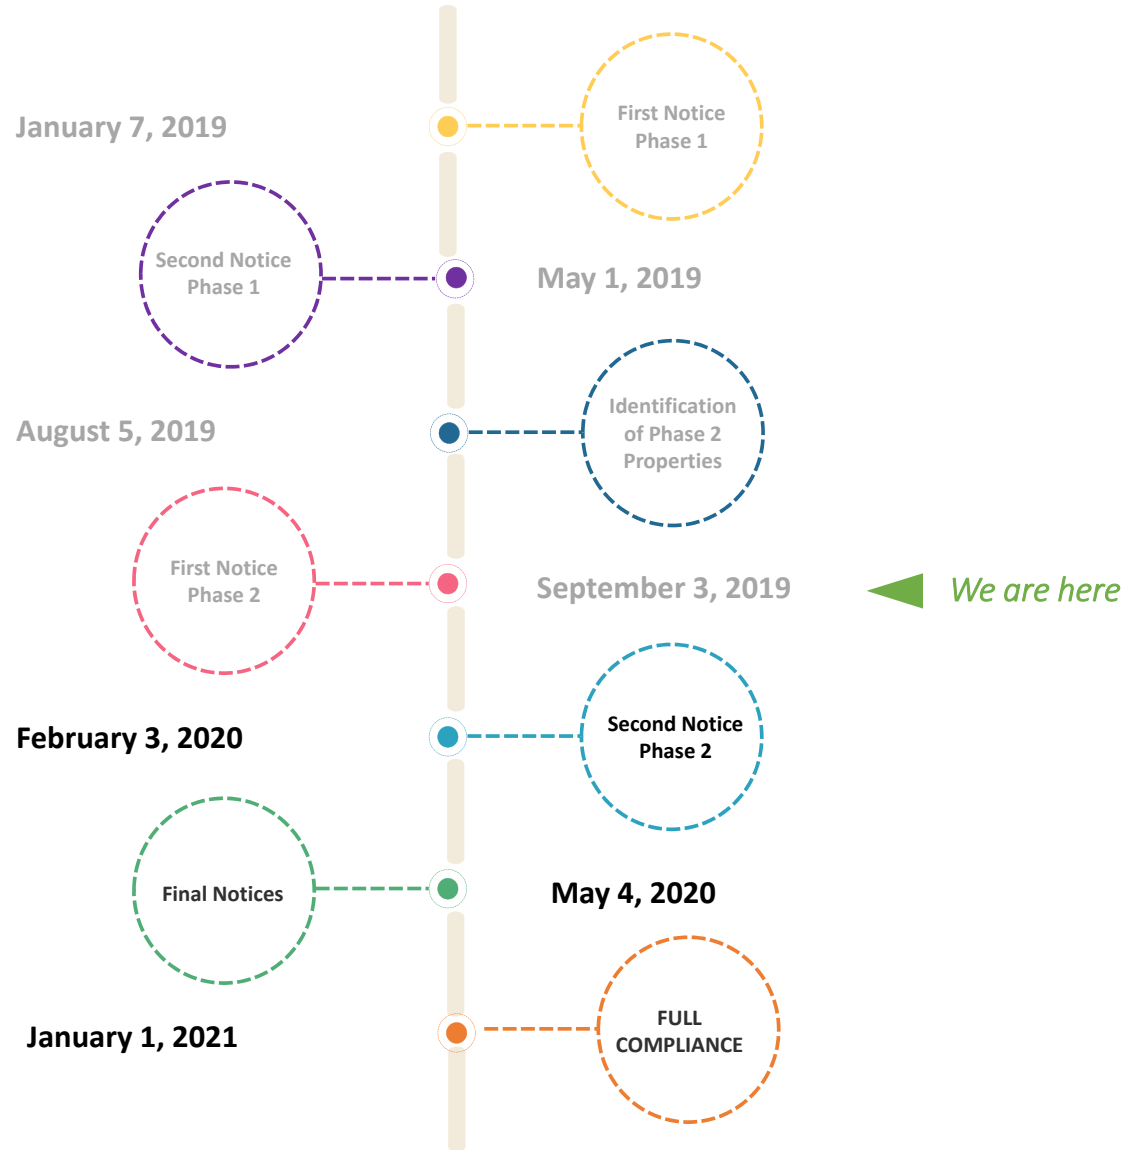 January 7, 2019
First Notice
Phase 1
Second Notice
Phase 1
May 1, 2019
August 5, 2019
Identification
of Phase 2
Properties
First Notice
Phase 2
September 3, 2019
We are here
February 3, 2020
Second Notice
Phase 2
Final Notices
May 4, 2020
January 1, 2021
FULL
COMPLIANCE